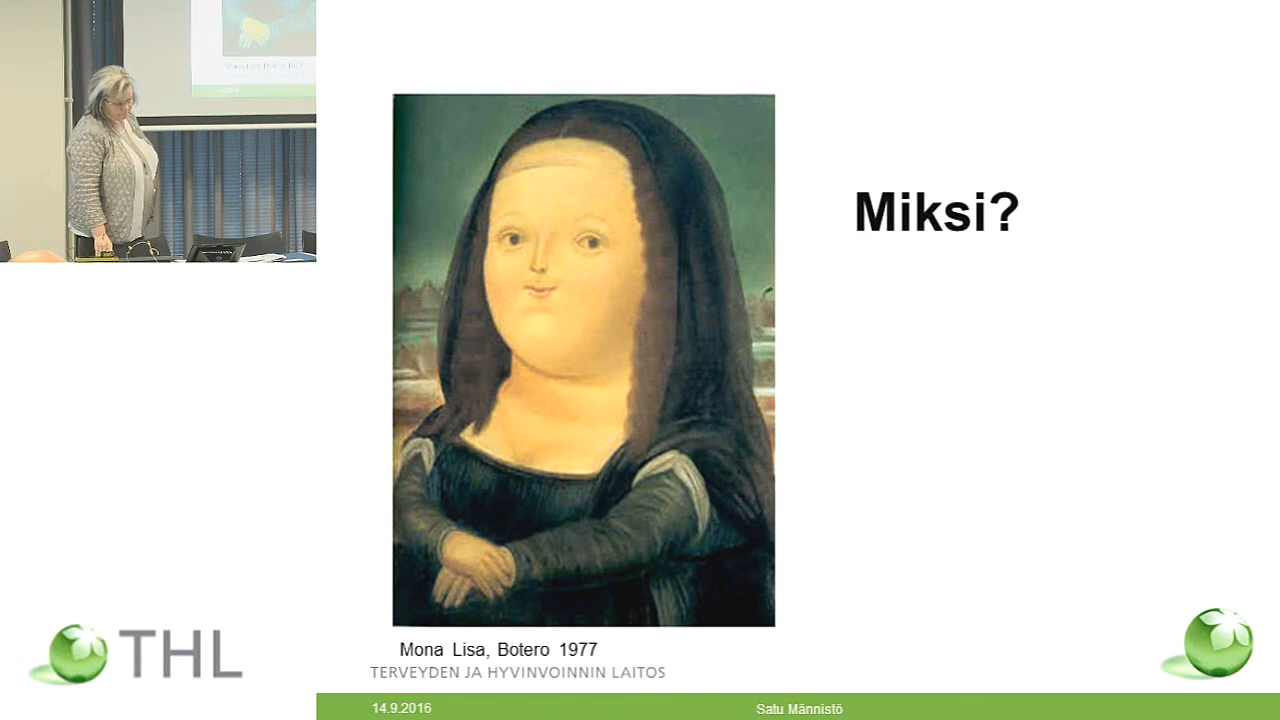 Miksi?
THL
Mona Lisa, Botero 1977
TERVEYDEN JA HYVINVOINNIN LAITOS
14.9.2016
Satu Männistö